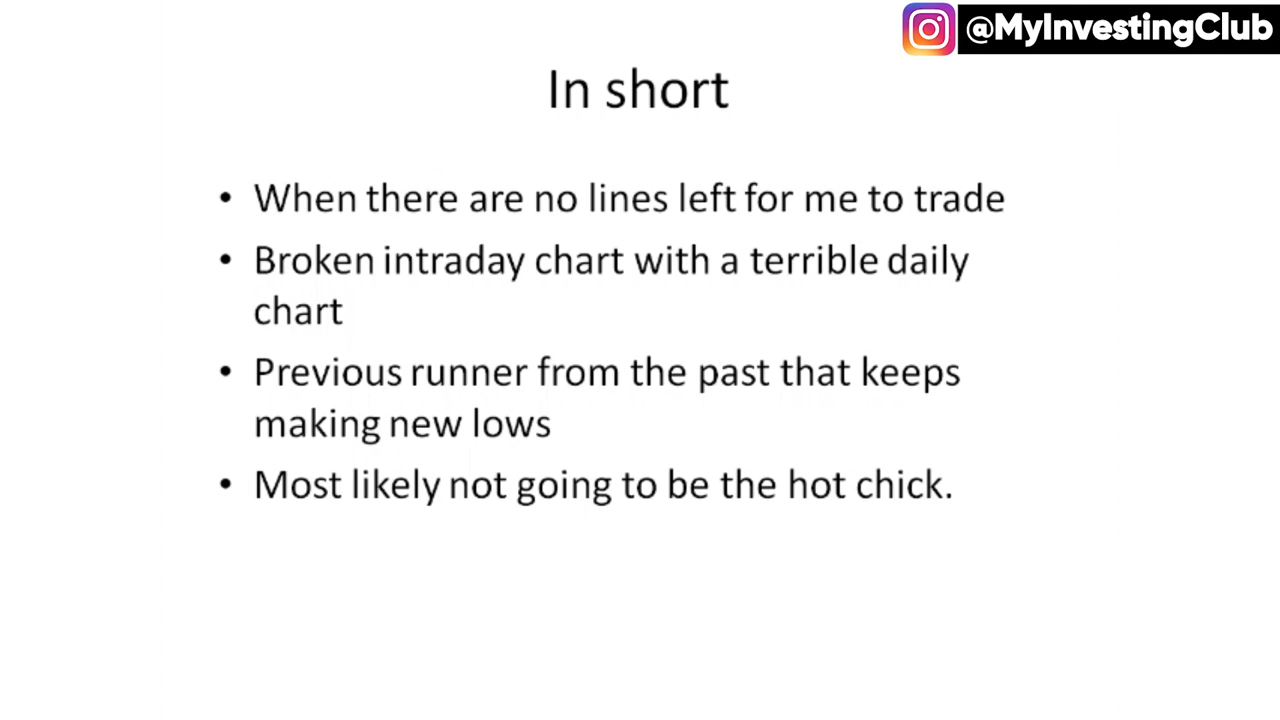 @MyInvestingClub
In short
• When there are no lines left for me to trade
• Broken intraday chart with a terrible daily
chart
• Previous runner from the past that keeps
making new lows
• Most likely not going to be the hot chick.